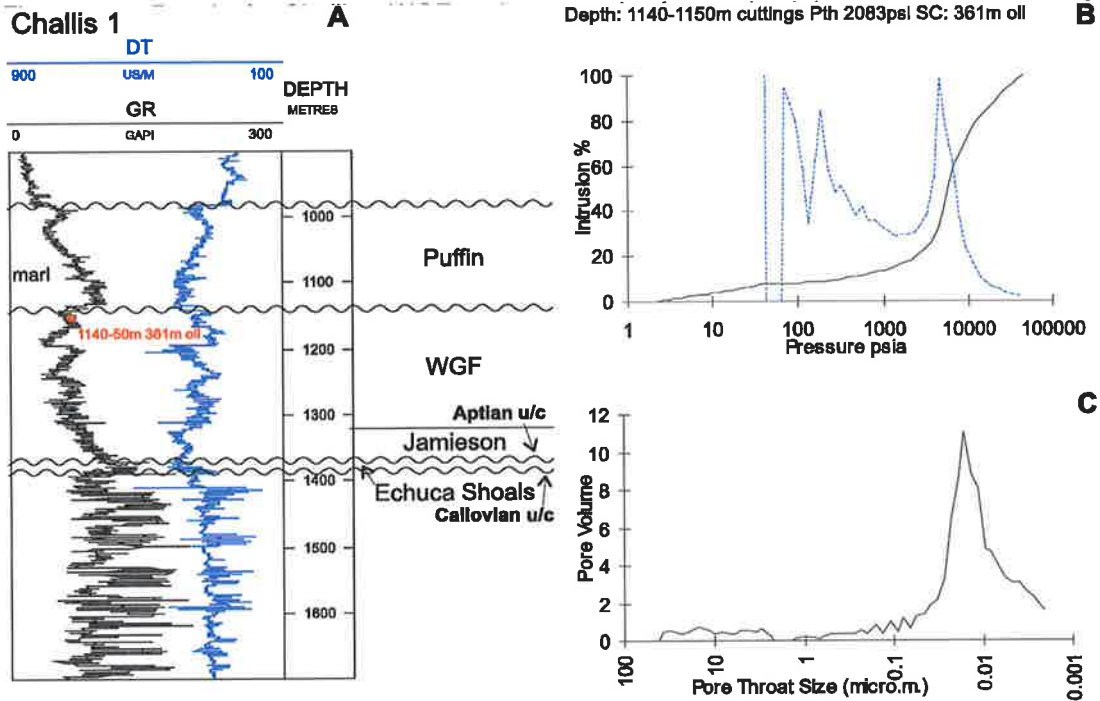 Challis 1
A
DT
900 US/M 100
GR
0 GAPI 300
DEPTH
METRES
1000
Puffin
marl
1100
1140-50m 361m oil
1200
WGF
1300
Aptian u/c
Jamieson
1400
Echuca Shoals
Callovian u/c
1500
1600
Depth: 1140-1150m cuttings Pth 2083psi SC: 361m oil
B
Intrusion %
100
80
60
40
20
0
1 10 100 1000 10000 100000
Pressure psia
C
Pore Volume
12
10
8
6
4
2
0
100 10 1 0.1 0.01 0.001
Pore Throat Size (micro.m.)